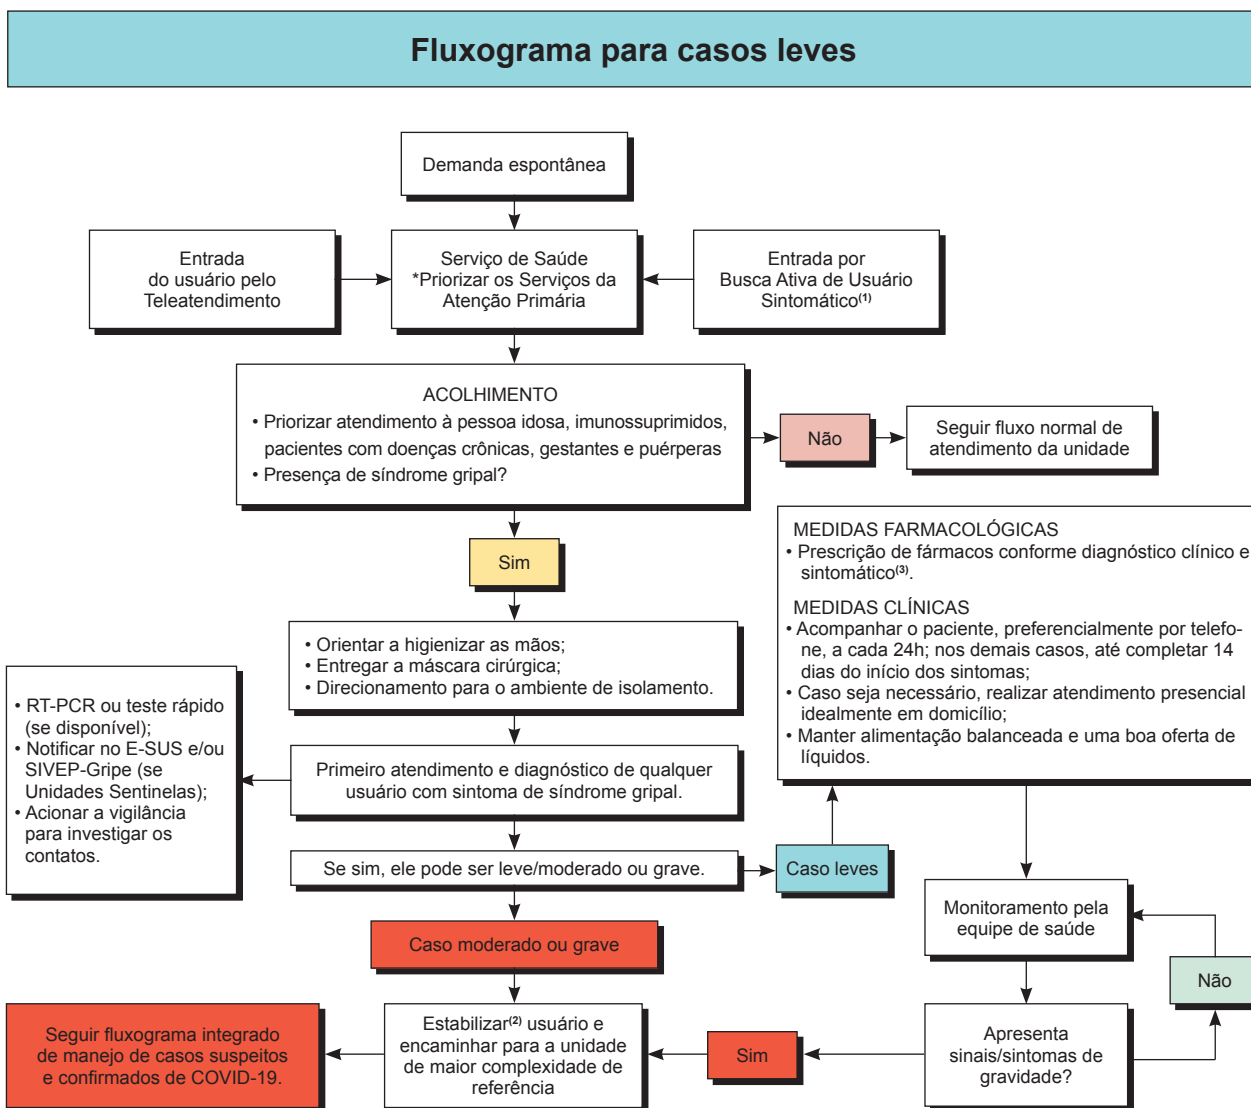 Fluxograma para casos leves
Demanda espontânea
Entrada
do usuário pelo
Teleatendimento
Serviço de Saúde
*Priorizar os Serviços da
Atenção Primária
Entrada por
Busca Ativa de Usuário
Sintomático(1)
ACOLHIMENTO
• Priorizar atendimento à pessoa idosa, imunossuprimidos,
pacientes com doenças crônicas, gestantes e puérperas
• Presença de síndrome gripal?
Não
Seguir fluxo normal de
atendimento da unidade
Sim
• Orientar a higienizar as mãos;
• Entregar a máscara cirúrgica;
• Direcionamento para o ambiente de isolamento.
MEDIDAS FARMACOLÓGICAS
• Prescrição de fármacos conforme diagnóstico clínico e
sintomático(3).
MEDIDAS CLÍNICAS
• Acompanhar o paciente, preferencialmente por telefo-
ne, a cada 24h; nos demais casos, até completar 14
dias do início dos sintomas;
• Caso seja necessário, realizar atendimento presencial
idealmente em domicílio;
• Manter alimentação balanceada e uma boa oferta de
líquidos.
• RT-PCR ou teste rápido
(se disponível);
• Notificar no E-SUS e/ou
SIVEP-Gripe (se
Unidades Sentinelas);
• Acionar a vigilância
para investigar os
contatos.
Primeiro atendimento e diagnóstico de qualquer
usuário com sintoma de síndrome gripal.
Se sim, ele pode ser leve/moderado ou grave.
Caso leves
Caso moderado ou grave
Monitoramento pela
equipe de saúde
Não
Seguir fluxograma integrado
de manejo de casos suspeitos
e confirmados de COVID-19.
Estabilizar(2) usuário e
encaminhar para a unidade
de maior complexidade de
referência
Sim
Apresenta
sinais/sintomas de
gravidade?